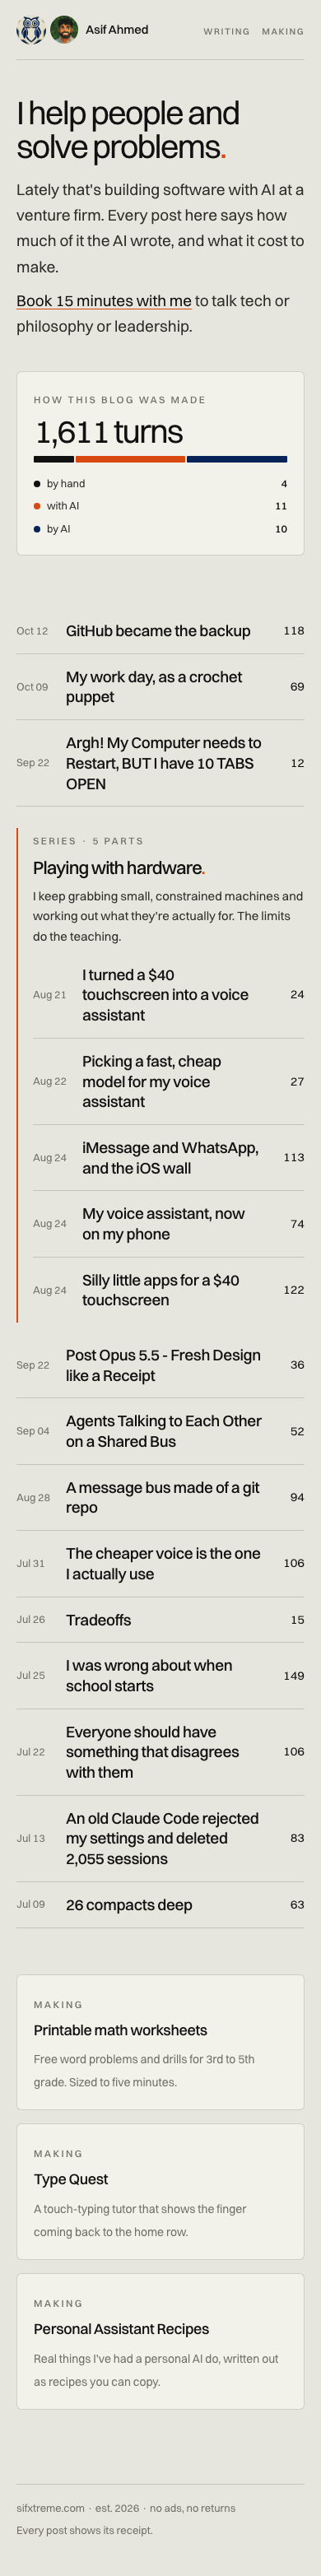 Asif Ahmed
WRITING MAKING
I help people and
solve problems.
Lately that's building software with AI at a
venture firm. Every post here says how
much of it the AI wrote, and what it cost to
make.
Book 15 minutes with me to talk tech or
philosophy or leadership.
HOW THIS BLOG WAS MADE
1,611 turns
by hand 4
with AI 11
by AI 10
Oct 12 GitHub became the backup 118
Oct 09 My work day, as a crochet
puppet 69
Sep 22 Argh! My Computer needs to
Restart, BUT I have 10 TABS
OPEN 12
SERIES · 5 PARTS
Playing with hardware.
I keep grabbing small, constrained machines and
working out what they're actually for. The limits
do the teaching.
Aug 21 I turned a $40
touchscreen into a voice
assistant 24
Aug 22 Picking a fast, cheap
model for my voice
assistant 27
Aug 24 iMessage and WhatsApp,
and the iOS wall 113
Aug 24 My voice assistant, now
on my phone 74
Aug 24 Silly little apps for a $40
touchscreen 122
Sep 22 Post Opus 5.5 - Fresh Design
like a Receipt 36
Sep 04 Agents Talking to Each Other
on a Shared Bus 52
Aug 28 A message bus made of a git
repo 94
Jul 31 The cheaper voice is the one
I actually use 106
Jul 26 Tradeoffs 15
Jul 25 I was wrong about when
school starts 149
Jul 22 Everyone should have
something that disagrees
with them 106
Jul 13 An old Claude Code rejected
my settings and deleted
2,055 sessions 83
Jul 09 26 compacts deep 63
MAKING
Printable math worksheets
Free word problems and drills for 3rd to 5th
grade. Sized to five minutes.
MAKING
Type Quest
A touch-typing tutor that shows the finger
coming back to the home row.
MAKING
Personal Assistant Recipes
Real things I've had a personal AI do, written out
as recipes you can copy.
sifxtreme.com · est. 2026 · no ads, no returns
Every post shows its receipt.